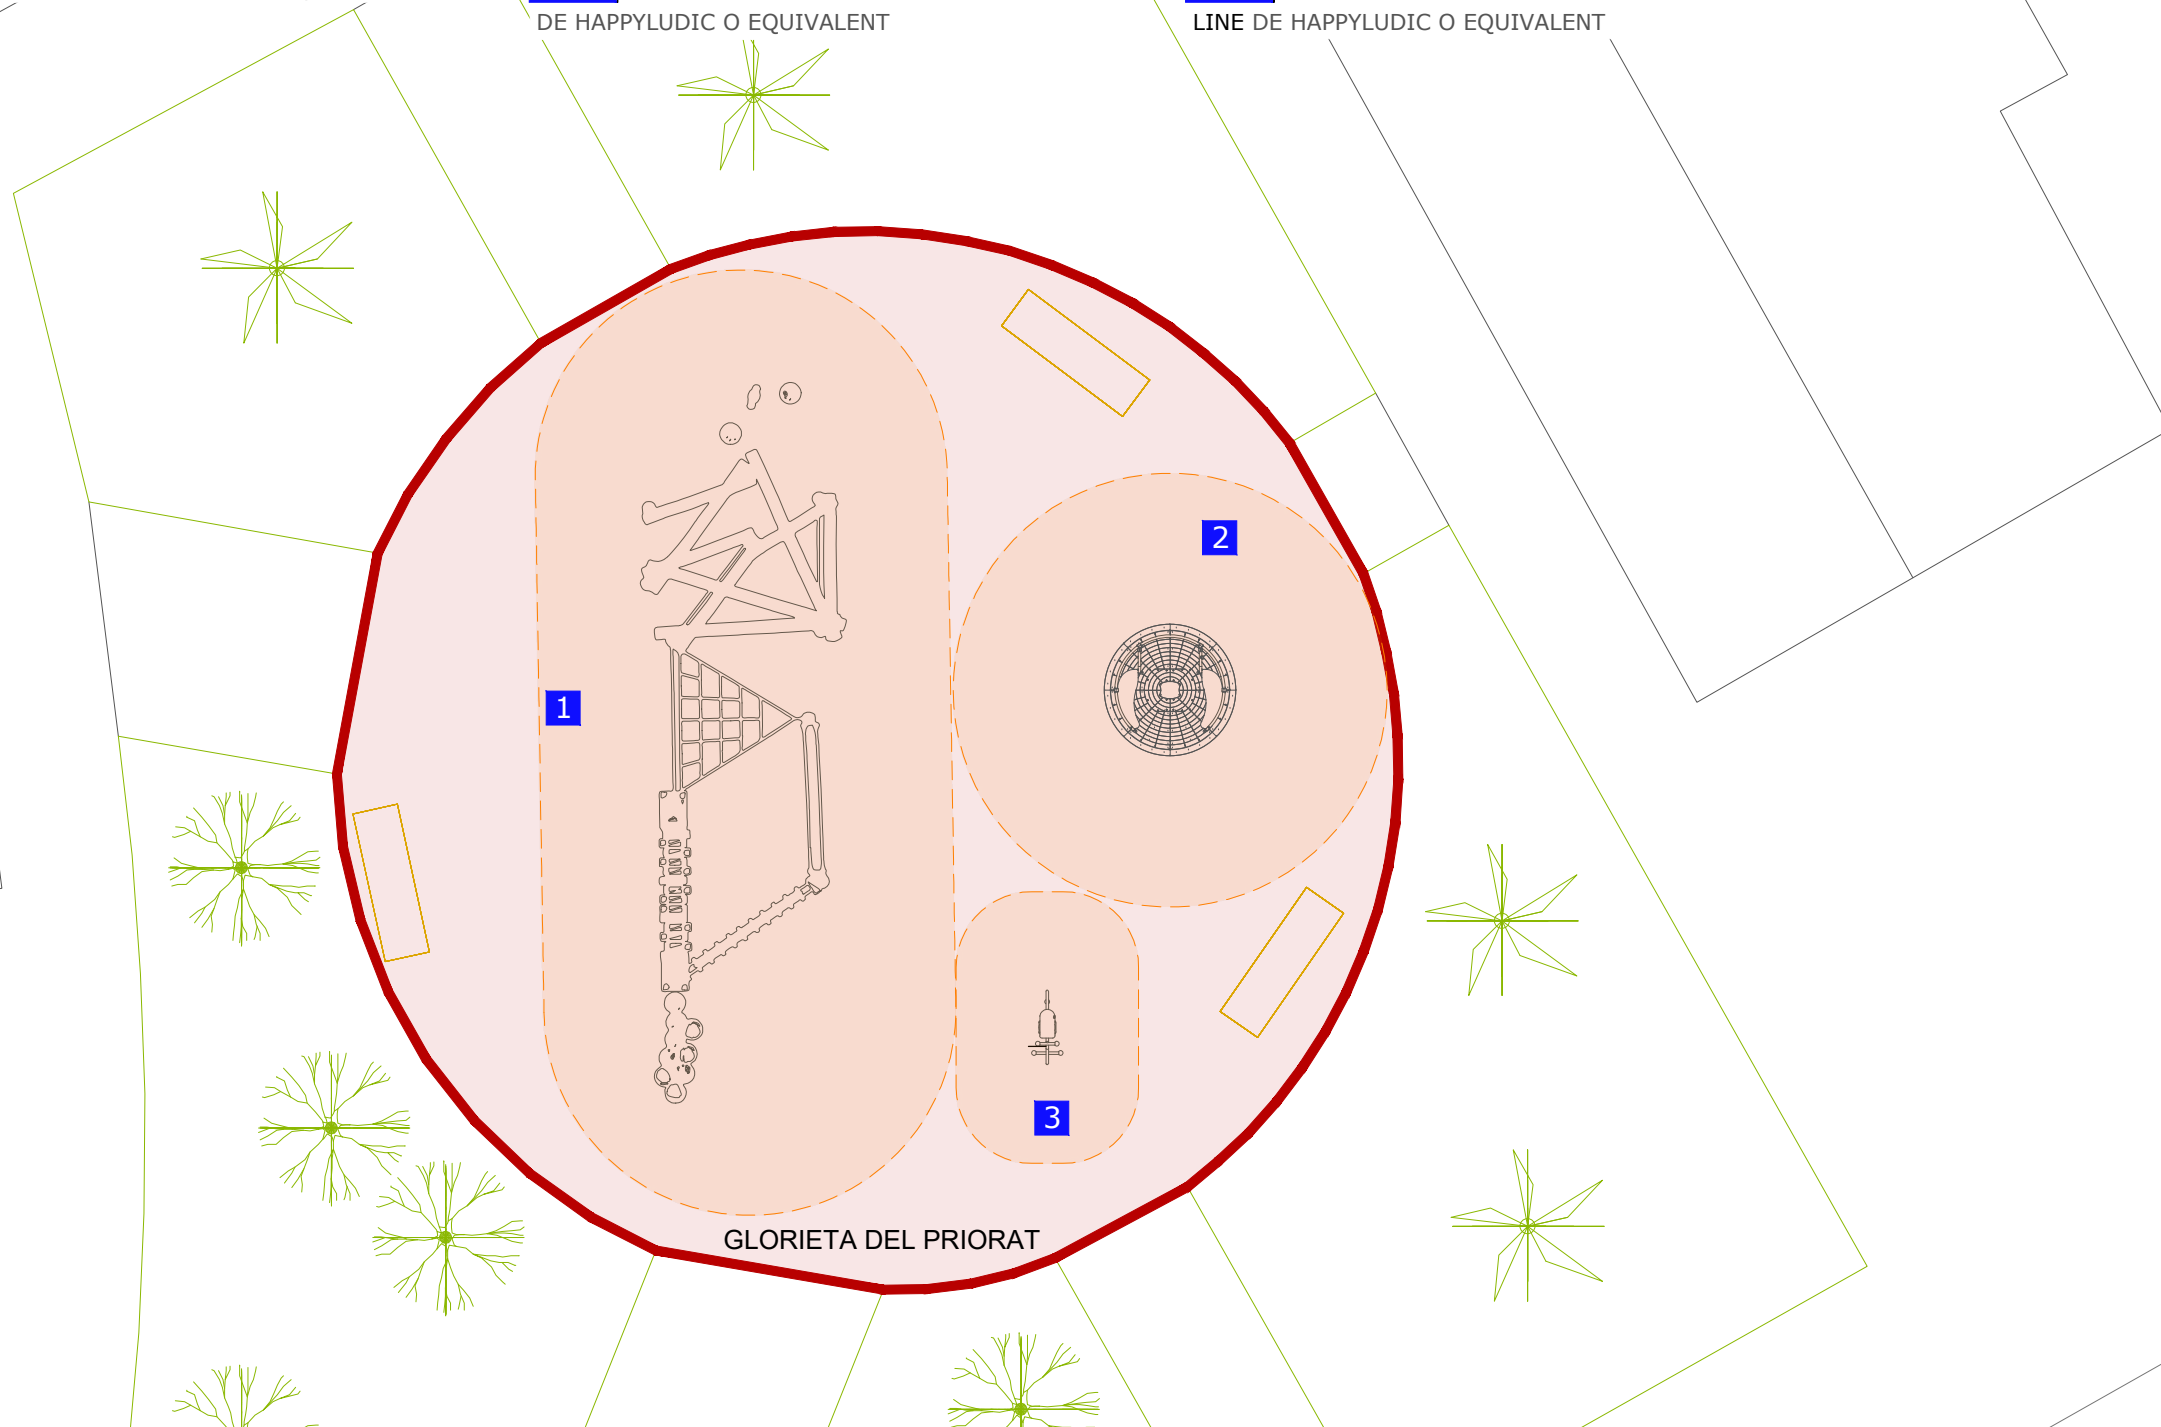 DE HAPPYLUDIC O EQUIVALENT
LINE DE HAPPYLUDIC O EQUIVALENT
2
1
3
GLORIETA DEL PRIORAT